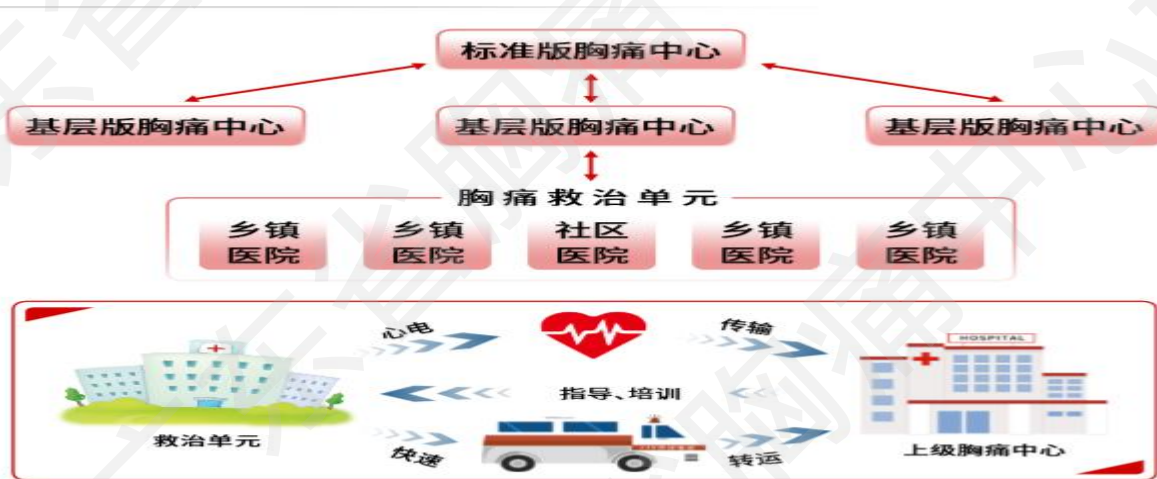 标准版胸痛中心
基层版胸痛中心 基层版胸痛中心 基层版胸痛中心
胸痛救治单元
乡镇 乡镇 社区 乡镇 乡镇
医院 医院 医院 医院 医院
心电 传输
HOSPITAL
指导、培训
救治单元
快速 转运
上级胸痛中心